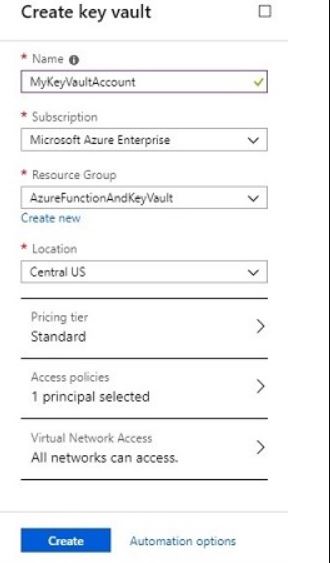 Create key vault
* Name
MyKeyVaultAccount
* Subscription
Microsoft Azure Enterprise
* Resource Group
AzureFunctionAndKeyVault
Create new
* Location
Central US
Pricing tier
Standard
Access policies
1 principal selected
Virtual Network Access
All networks can access.
Create Automation options